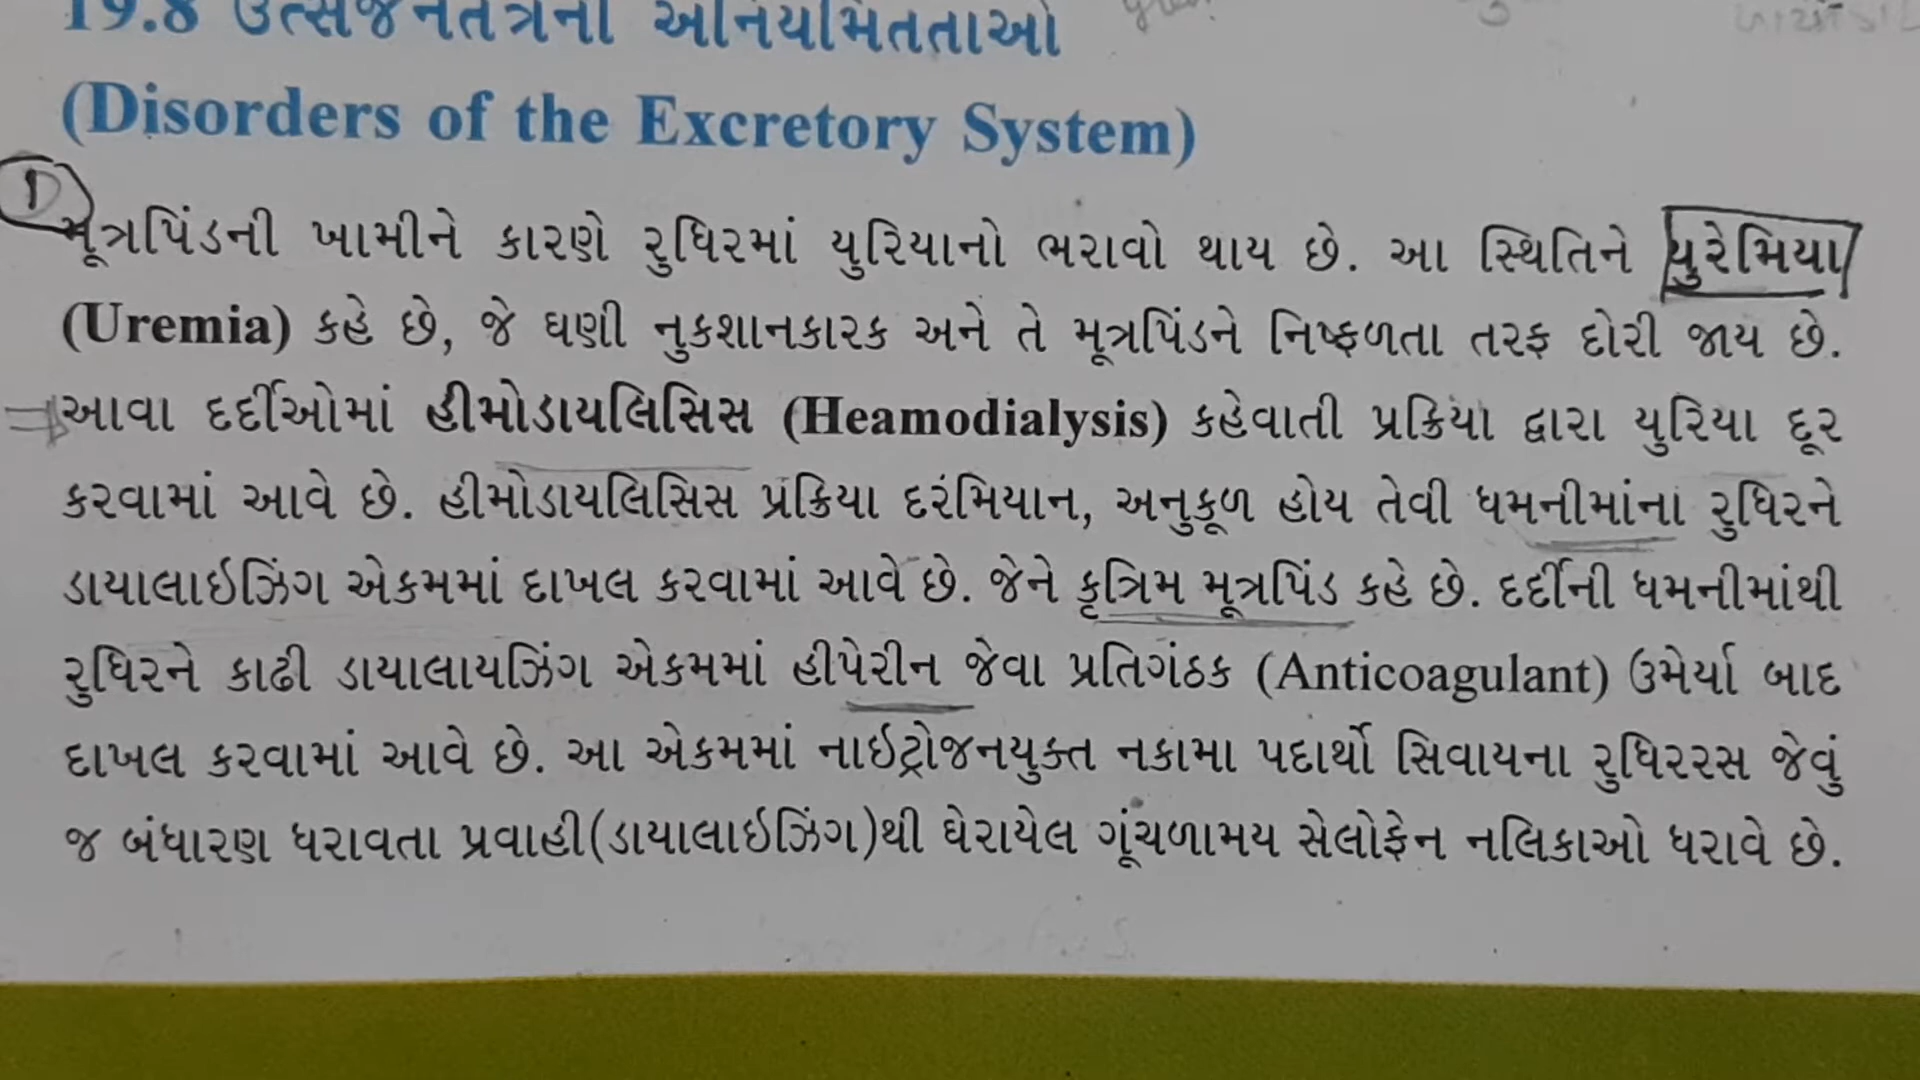 19.8 ઉત્સર્જનતંત્રની અનિયમિતતાઓ
(Disorders of the Excretory System)
1
મૂત્રપિંડની ખામીને કારણે રુધિરમાં યુરિયાનો ભરાવો થાય છે. આ સ્થિતિને યુરેમિયા
(Uremia) કહે છે, જે ઘણી નુકશાનકારક અને તે મૂત્રપિંડને નિષ્ફળતા તરફ દોરી જાય છે.
આવા દર્દીઓમાં હીમોડાયલિસિસ (Heamodialysis) કહેવાતી પ્રક્રિયા દ્વારા યુરિયા દૂર
કરવામાં આવે છે. હીમોડાયલિસિસ પ્રક્રિયા દરમિયાન, અનુકૂળ હોય તેવી ધમનીમાંના રુધિરને
ડાયાલાઇઝિંગ એકમમાં દાખલ કરવામાં આવે છે. જેને કૃત્રિમ મૂત્રપિંડ કહે છે. દર્દીની ધમનીમાંથી
રુધિરને કાઢી ડાયાલાયઝિંગ એકમમાં હીપેરીન જેવા પ્રતિગંઠક (Anticoagulant) ઉમેર્યા બાદ
દાખલ કરવામાં આવે છે. આ એકમમાં નાઇટ્રોજનયુક્ત નકામા પદાર્થો સિવાયના રુધિરરસ જેવું
જ બંધારણ ધરાવતા પ્રવાહી(ડાયાલાઇઝિંગ)થી ઘેરાયેલ ગૂંચળામય સેલોફેન નલિકાઓ ધરાવે છે.